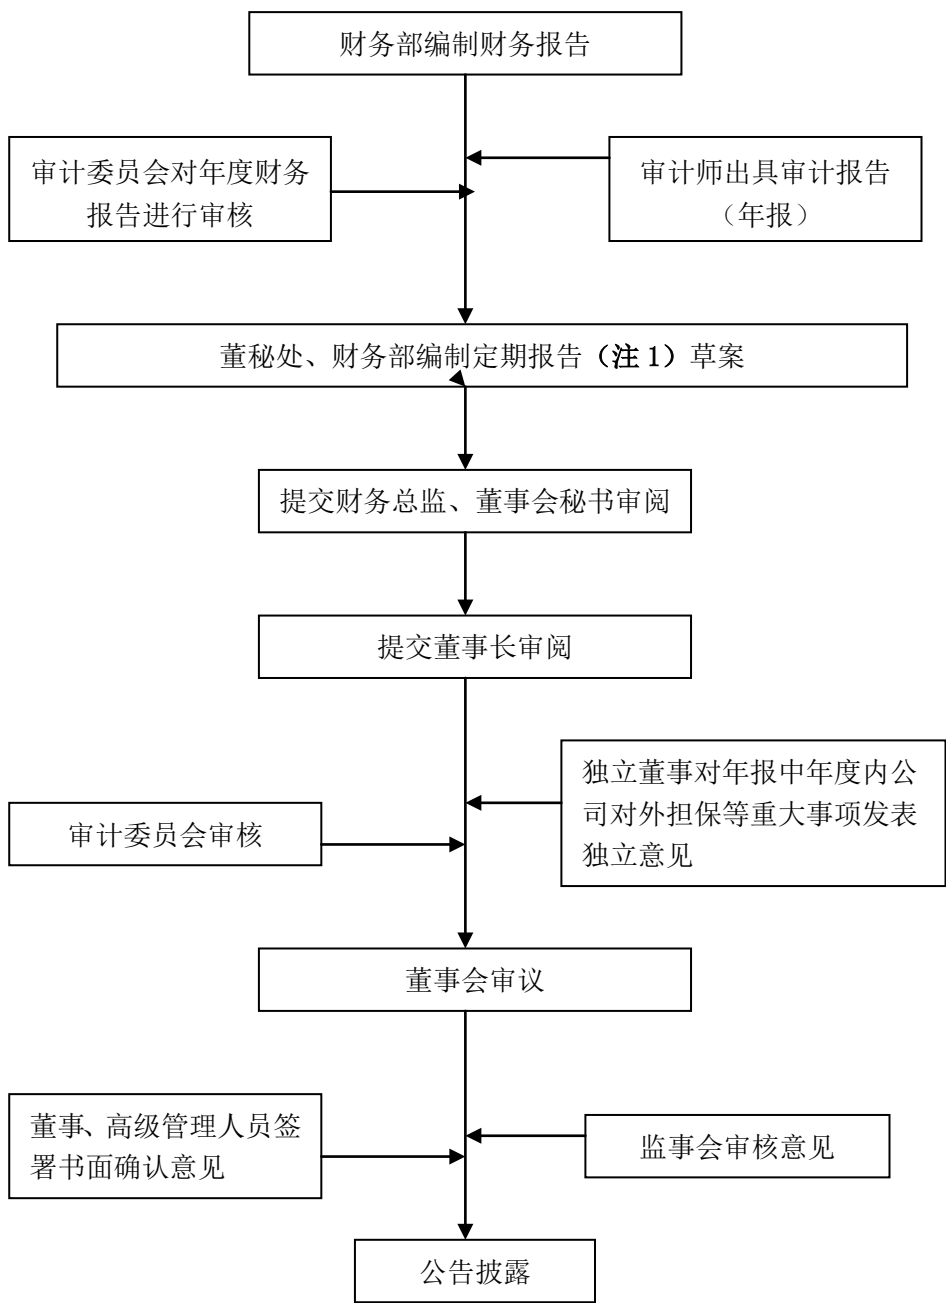 财务部编制财务报告
审计委员会对年度财务
报告进行审核
审计师出具审计报告
（年报）
董秘处、财务部编制定期报告（注 1）草案
提交财务总监、董事会秘书审阅
提交董事长审阅
独立董事对年报中年度内公
司对外担保等重大事项发表
独立意见
审计委员会审核
董事会审议
董事、高级管理人员签
署书面确认意见
监事会审核意见
公告披露